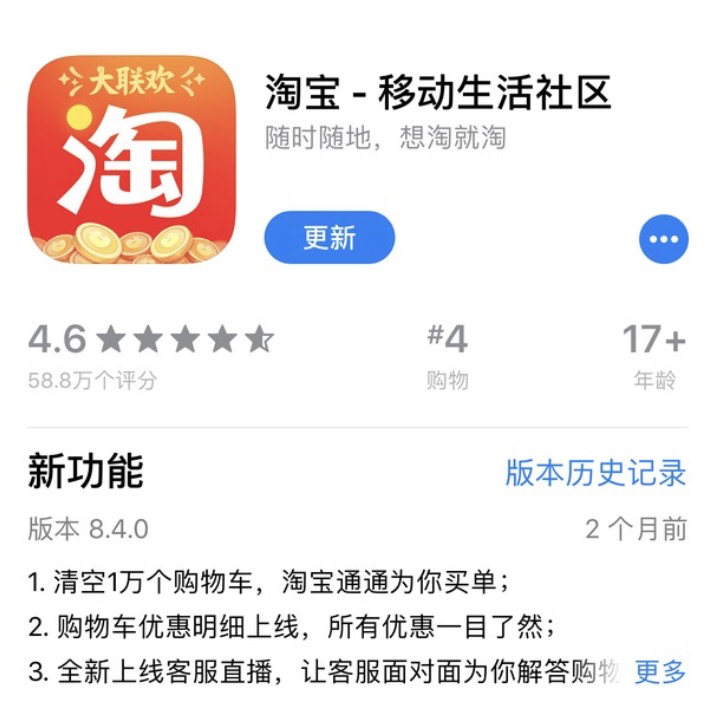 大联欢
淘
淘宝 - 移动生活社区
随时随地，想淘就淘
更新
4.6
#4
17+
58.8万个评分
购物
年龄
新功能
版本历史记录
版本 8.4.0
2 个月前
1. 清空1万个购物车，淘宝通通为你买单；
2. 购物车优惠明细上线，所有优惠一目了然；
3. 全新上线客服直播，让客服面对面为你解答购物 更多